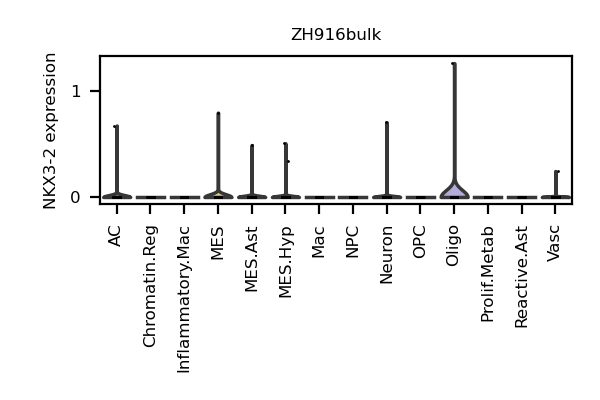 ZH916bulk
NKX3-2 expression
1
0
AC
Chromatin.Reg
Inflammatory.Mac
MES
MES.Ast
MES.Hyp
Mac
NPC
Neuron
OPC
Oligo
Prolif.Metab
Reactive.Ast
Vasc